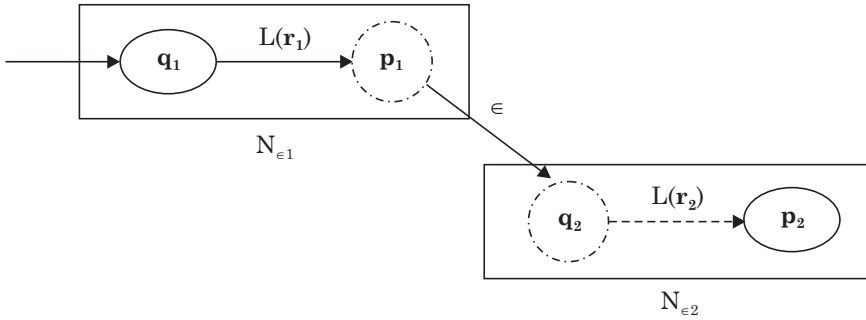 q₁ L(r₁) p₁
∈
N∈₁
q₂ L(r₂) p₂
N∈₂